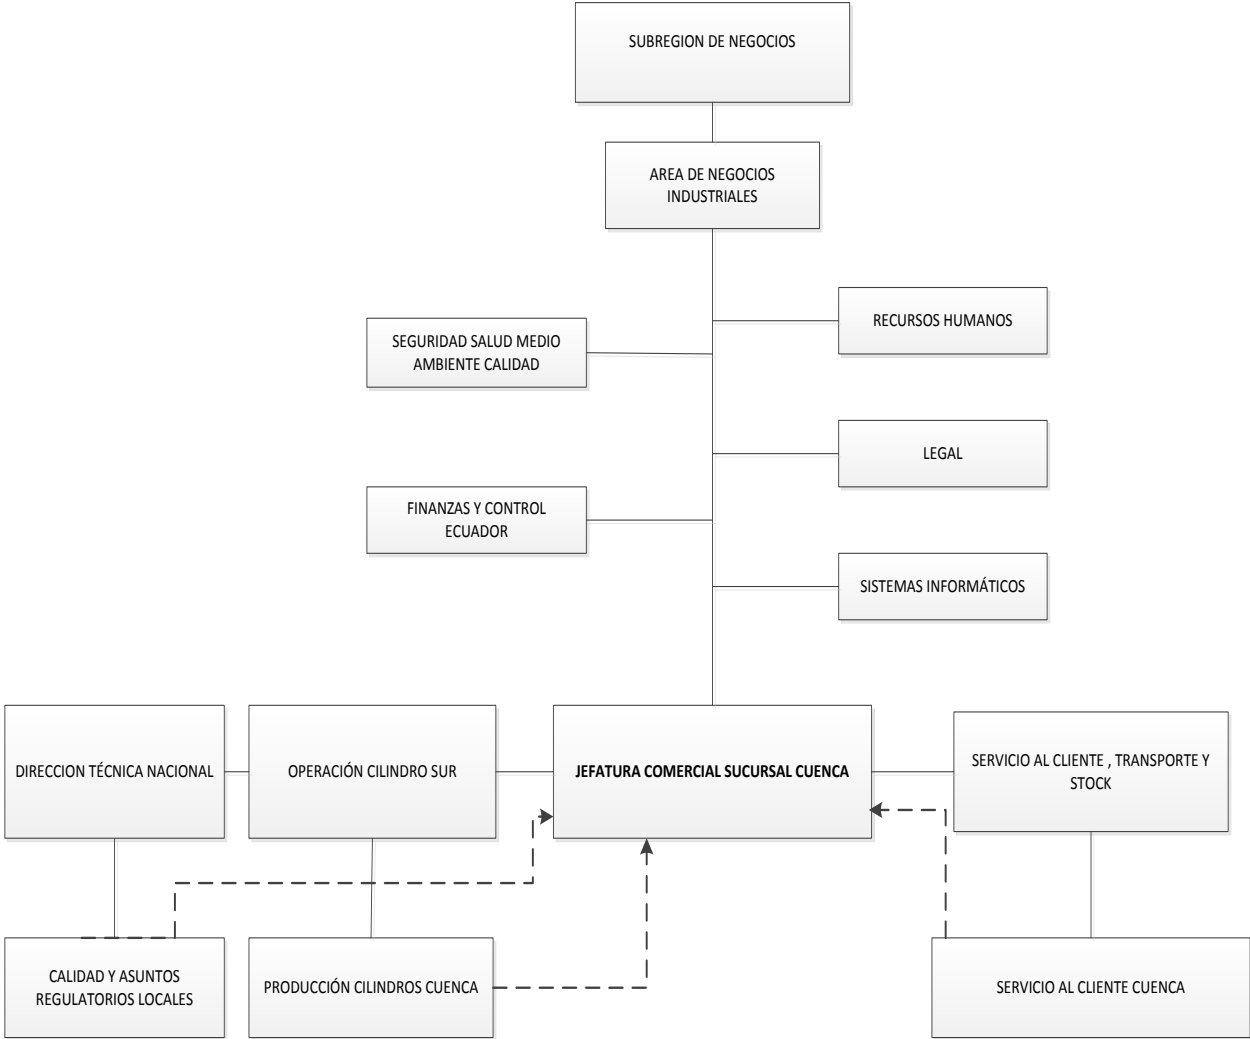 SUBREGION DE NEGOCIOS
AREA DE NEGOCIOS
INDUSTRIALES
RECURSOS HUMANOS
SEGURIDAD SALUD MEDIO
AMBIENTE CALIDAD
LEGAL
FINANZAS Y CONTROL
ECUADOR
SISTEMAS INFORMÁTICOS
DIRECCION TÉCNICA NACIONAL
OPERACIÓN CILINDRO SUR
JEFATURA COMERCIAL SUCURSAL CUENCA
SERVICIO AL CLIENTE , TRANSPORTE Y
STOCK
CALIDAD Y ASUNTOS
REGULATORIOS LOCALES
PRODUCCIÓN CILINDROS CUENCA
SERVICIO AL CLIENTE CUENCA